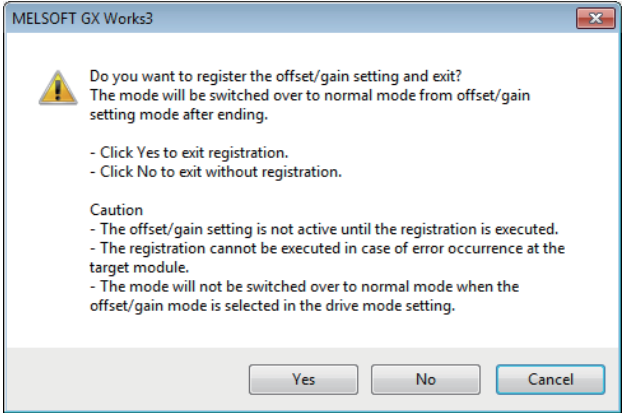 MELSOFT GX Works3
Do you want to register the offset/gain setting and exit?
The mode will be switched over to normal mode from offset/gain
setting mode after ending.
- Click Yes to exit registration.
- Click No to exit without registration.
Caution
- The offset/gain setting is not active until the registration is executed.
- The registration cannot be executed in case of error occurrence at the
target module.
- The mode will not be switched over to normal mode when the
offset/gain mode is selected in the drive mode setting.
Yes
No
Cancel